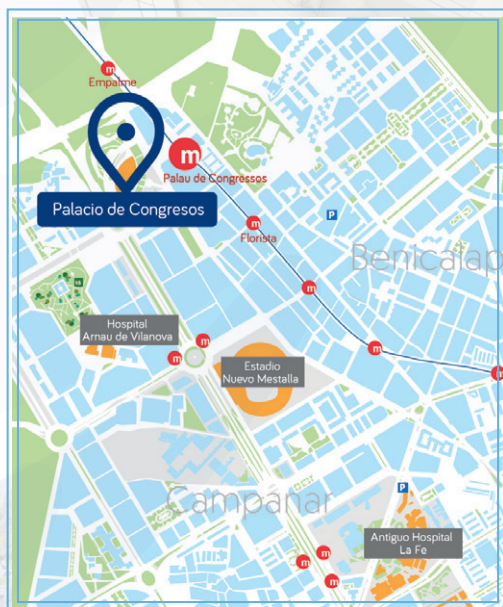 Empalme
m
m
Palau de Congressos
Palacio de Congresos
P
m
Florista
Benicalap
m
Hospital
Arnau de Vilanova
m
m
m
Estadio
Nuevo Mestalla
m
Campanar
P
Antiguo Hospital
La Fe
m
m
m